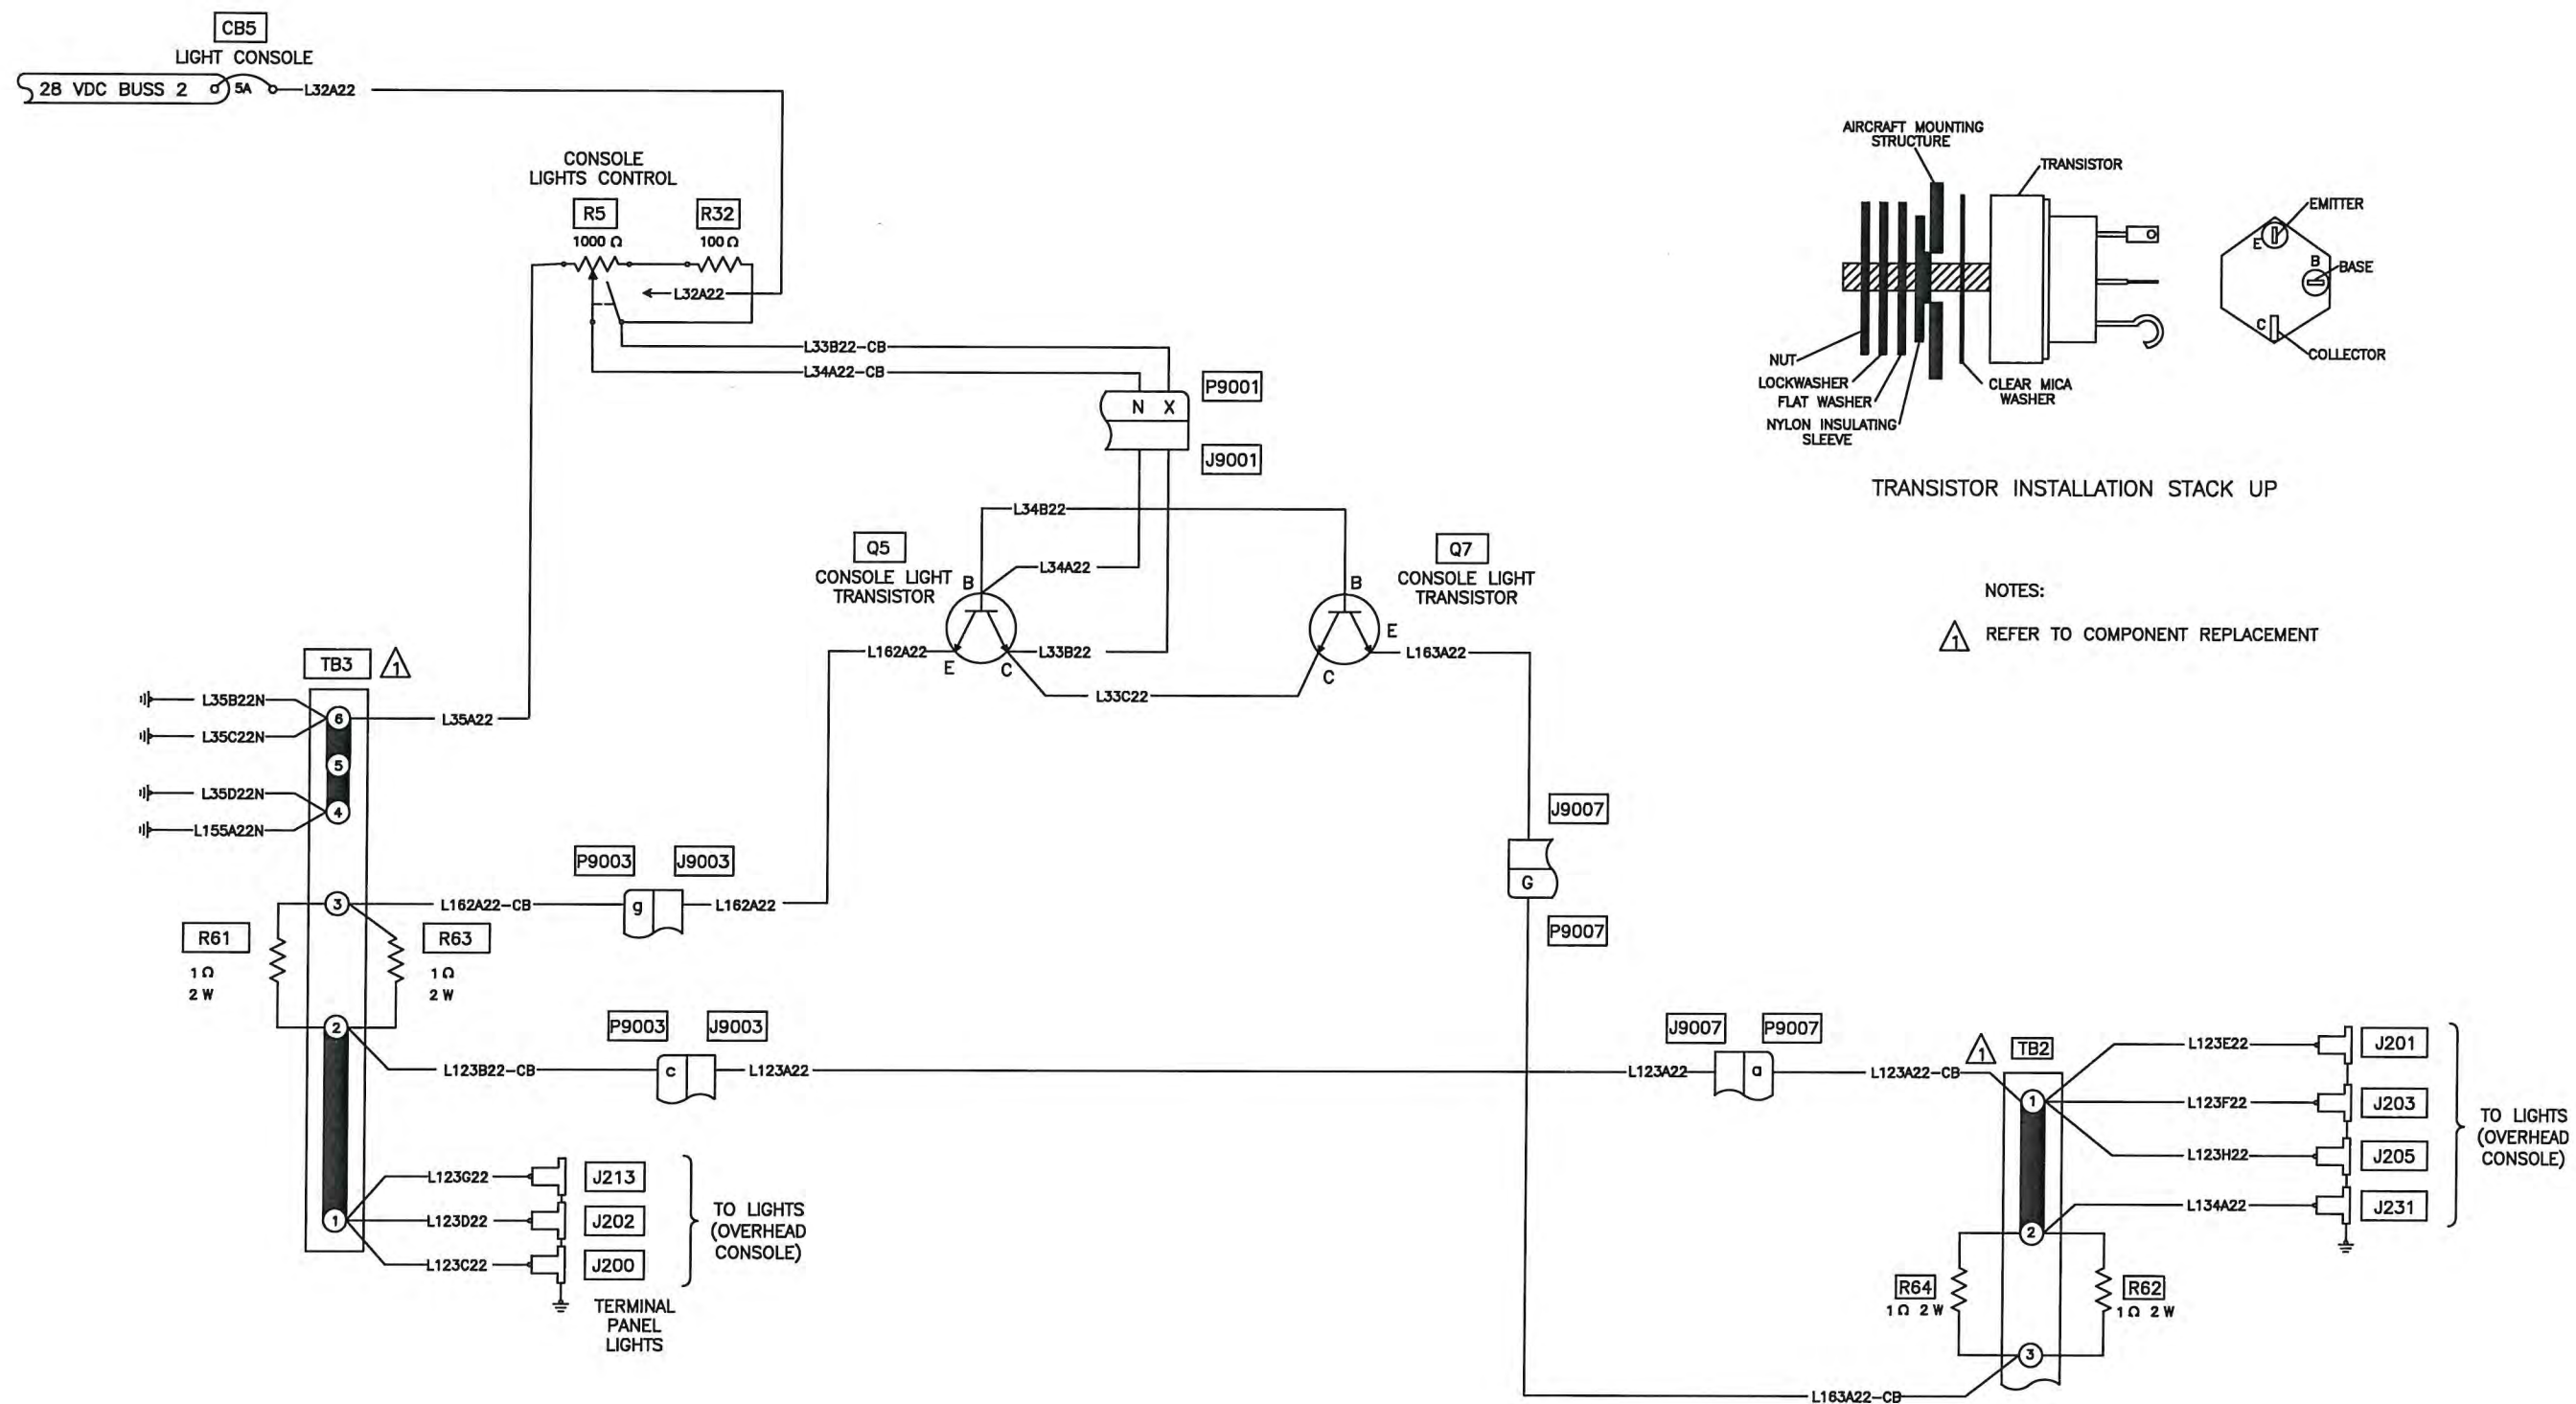 CB5
LIGHT CONSOLE
28 VDC BUSS 2
5A
L32A22
CONSOLE
LIGHTS CONTROL
R5
1000 Ω
R32
100 Ω
L32A22
L33B22-CB
L34A22-CB
P9001
N X
J9001
L34B22
L34A22
Q5
CONSOLE LIGHT
TRANSISTOR
B
E
C
L162A22
L33B22
L33C22
Q7
CONSOLE LIGHT
TRANSISTOR
B
E
C
L163A22
AIRCRAFT MOUNTING
STRUCTURE
TRANSISTOR
NUT
LOCKWASHER
FLAT WASHER
NYLON INSULATING
SLEEVE
CLEAR MICA
WASHER
EMITTER
E
B
BASE
C
COLLECTOR
TRANSISTOR INSTALLATION STACK UP
NOTES:
1 REFER TO COMPONENT REPLACEMENT
TB3
1
L35B22N
L35C22N
L35D22N
L155A22N
6
5
4
3
2
1
L35A22
P9003
J9003
L162A22-CB
g
L162A22
R61
1 Ω
2 W
R63
1 Ω
2 W
P9003
J9003
L123B22-CB
c
L123A22
L123G22
L123D22
L123C22
J213
J202
J200
TO LIGHTS
(OVERHEAD
CONSOLE)
TERMINAL
PANEL
LIGHTS
J9007
G
P9007
J9007
P9007
L123A22
a
L123A22-CB
1
TB2
1
2
3
L123E22
L123F22
L123H22
L134A22
J201
J203
J205
J231
TO LIGHTS
(OVERHEAD
CONSOLE)
R64
1 Ω 2 W
R62
1 Ω 2 W
L163A22-CB